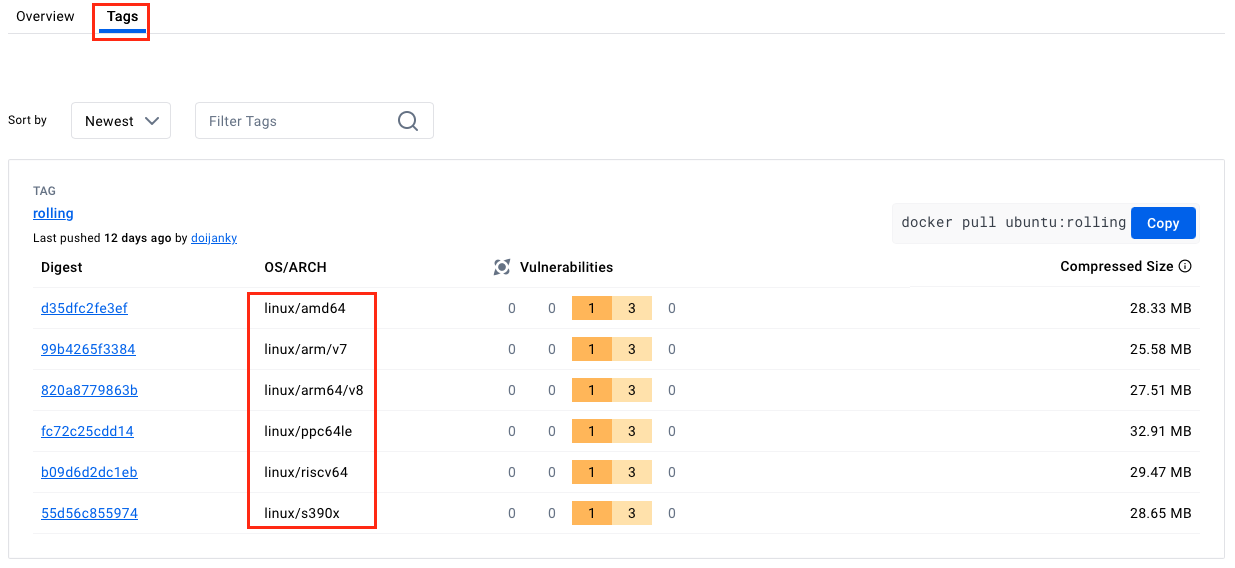 Overview Tags
Sort by Newest Filter Tags
TAG
rolling
docker pull ubuntu:rolling Copy
Last pushed 12 days ago by doijanky
Digest OS/ARCH Vulnerabilities Compressed Size
d35dfc2fe3ef linux/amd64 0 0 1 3 0 28.33 MB
99b4265f3384 linux/arm/v7 0 0 1 3 0 25.58 MB
820a8779863b linux/arm64/v8 0 0 1 3 0 27.51 MB
fc72c25cdd14 linux/ppc64le 0 0 1 3 0 32.91 MB
b09d6d2dc1eb linux/riscv64 0 0 1 3 0 29.47 MB
55d56c855974 linux/s390x 0 0 1 3 0 28.65 MB